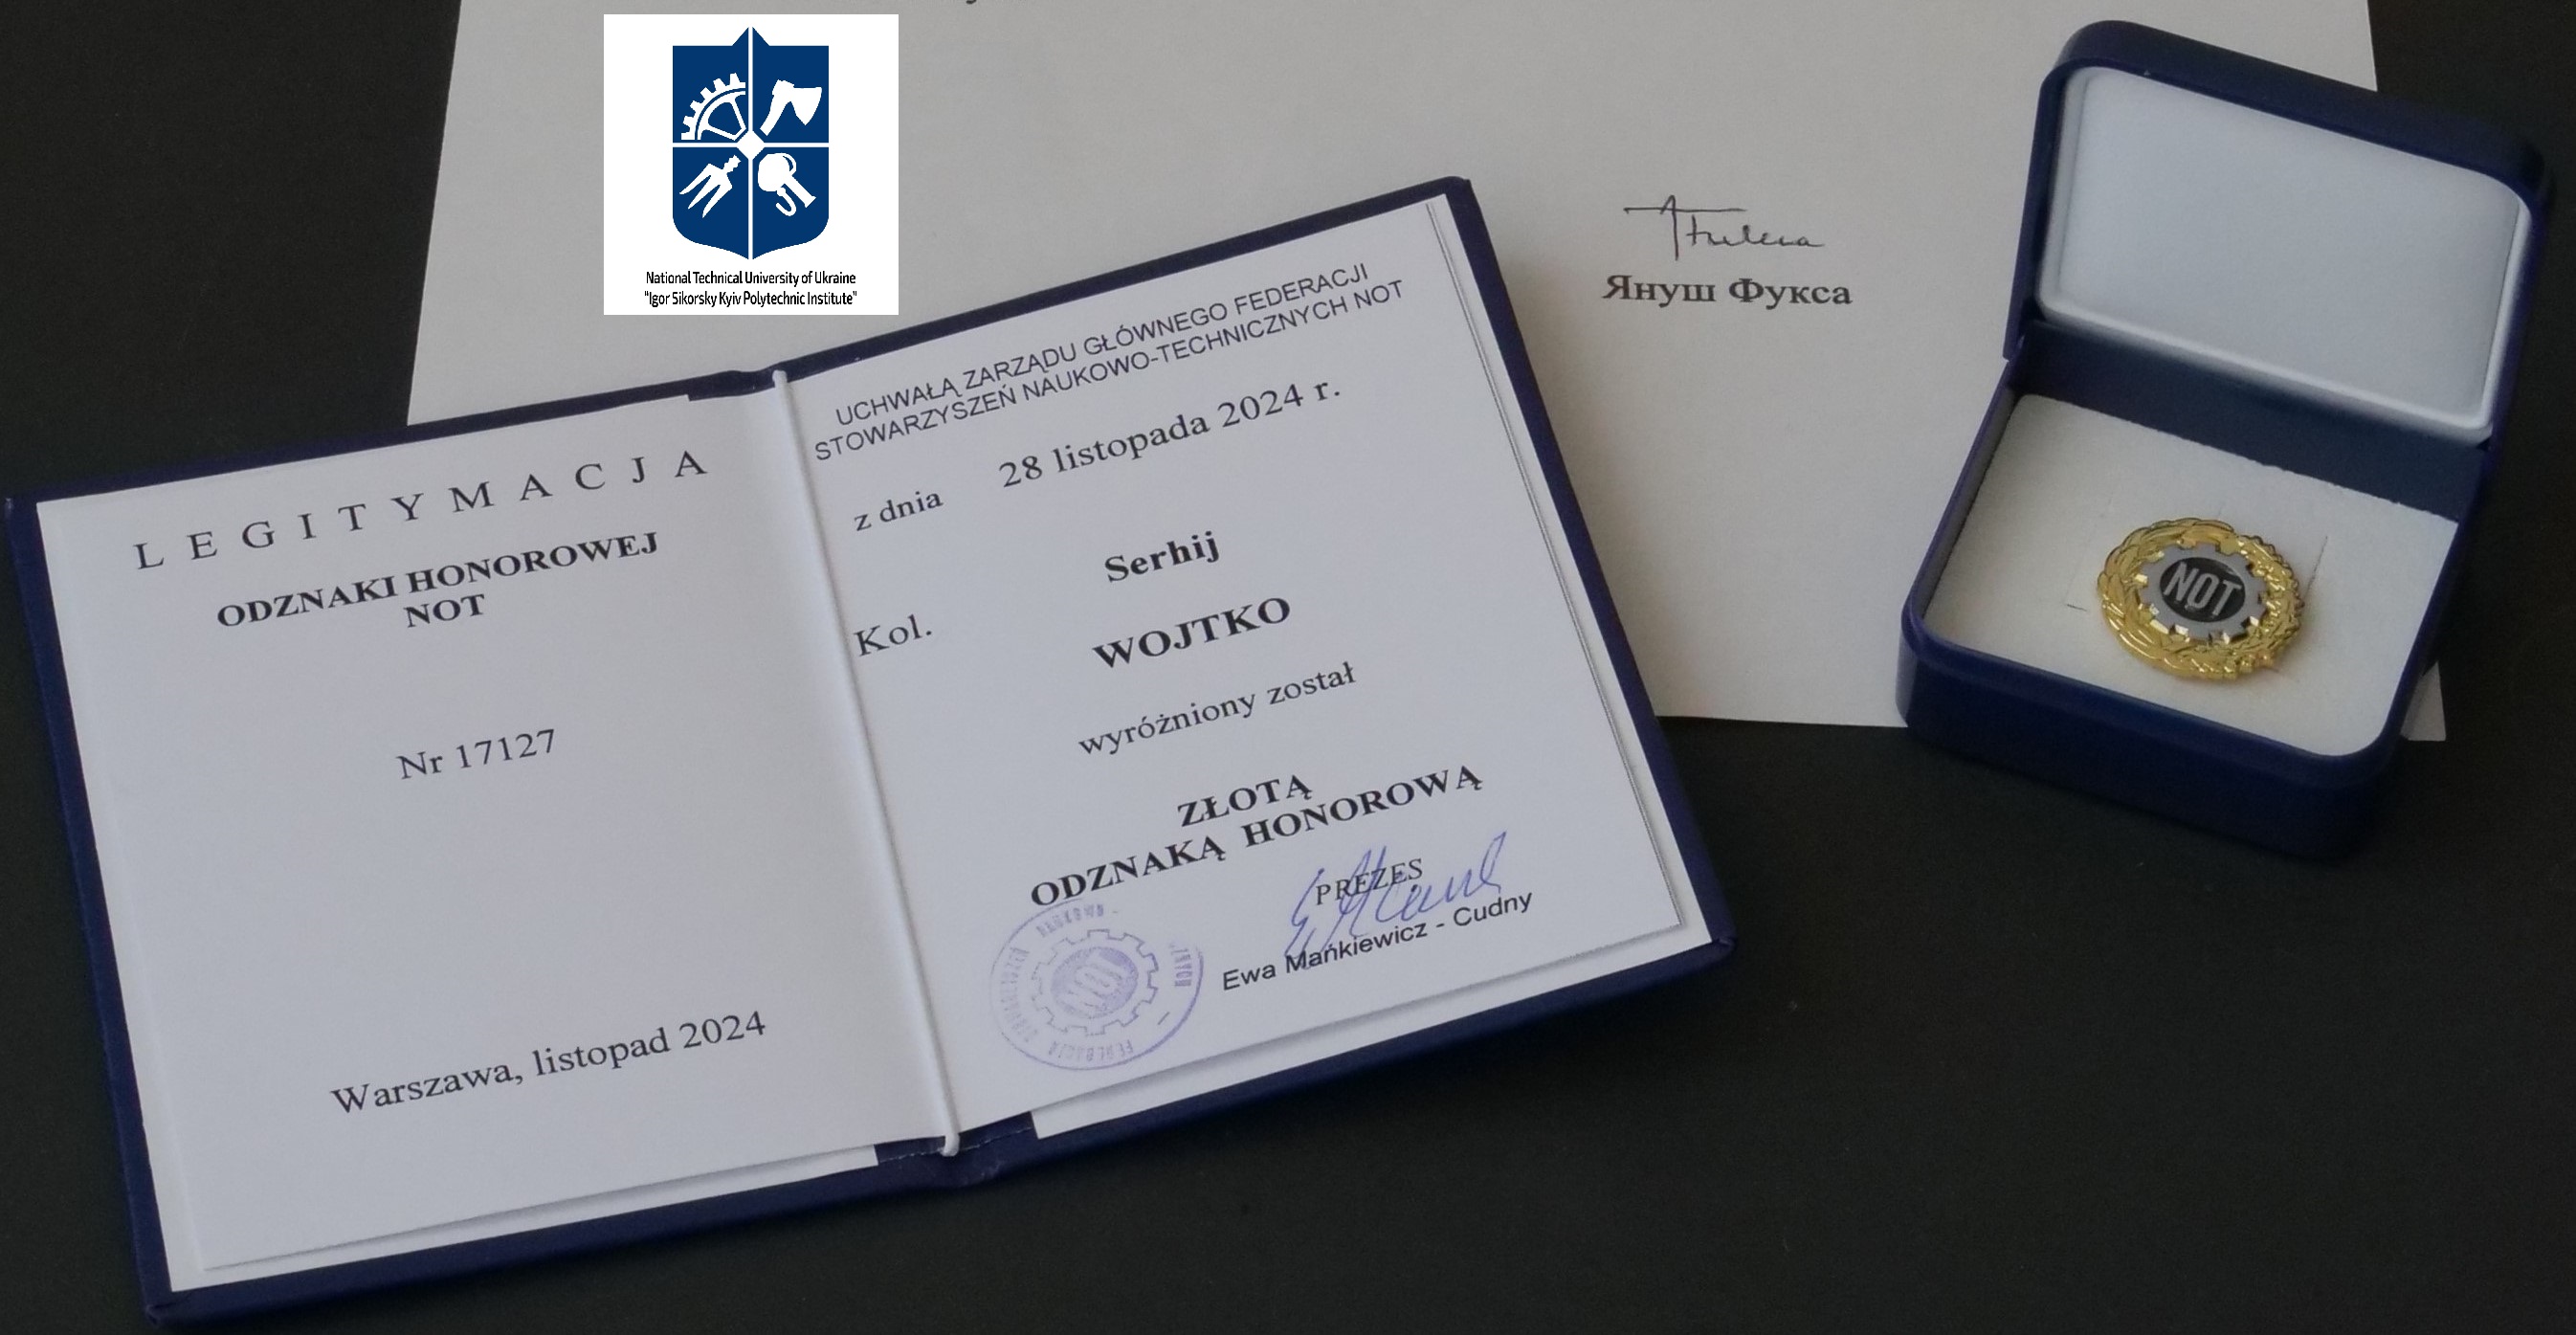 National Technical University of Ukraine
"Igor Sikorsky Kyiv Polytechnic Institute"
Януш Фукса
LEGITYMACJA
ODZNAKI HONOROWEJ
NOT
Nr 17127
Warszawa, listopad 2024
UCHWAŁĄ ZARZĄDU GŁÓWNEGO FEDERACJI
STOWARZYSZEŃ NAUKOWO-TECHNICZNYCH NOT
z dnia 28 listopada 2024 r.
Serhij
Kol.
WOJTKO
wyróżniony został
ZŁOTĄ
ODZNAKĄ HONOROWĄ
PREZES
Ewa Mańkiewicz - Cudny
NOT